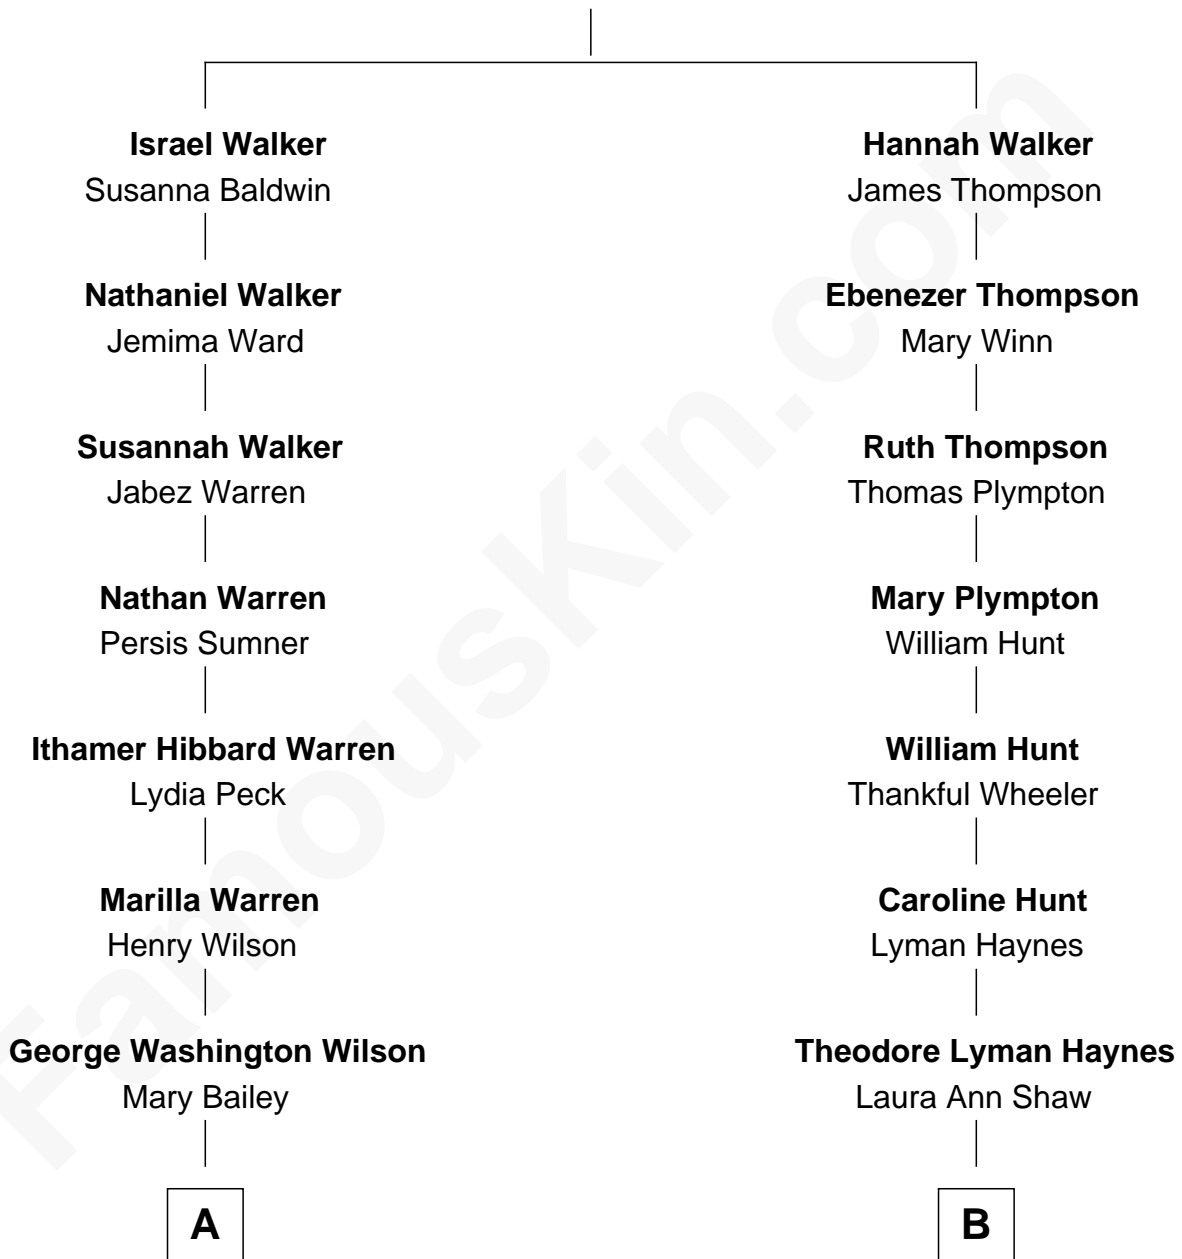 Israel Walker
Susanna Baldwin
Nathaniel Walker
Jemima Ward
Susannah Walker
Jabez Warren
Nathan Warren
Persis Sumner
Ithamer Hibbard Warren
Lydia Peck
Marilla Warren
Henry Wilson
George Washington Wilson
Mary Bailey
A
Hannah Walker
James Thompson
Ebenezer Thompson
Mary Winn
Ruth Thompson
Thomas Plympton
Mary Plympton
William Hunt
William Hunt
Thankful Wheeler
Caroline Hunt
Lyman Haynes
Theodore Lyman Haynes
Laura Ann Shaw
B
FamousKin.com